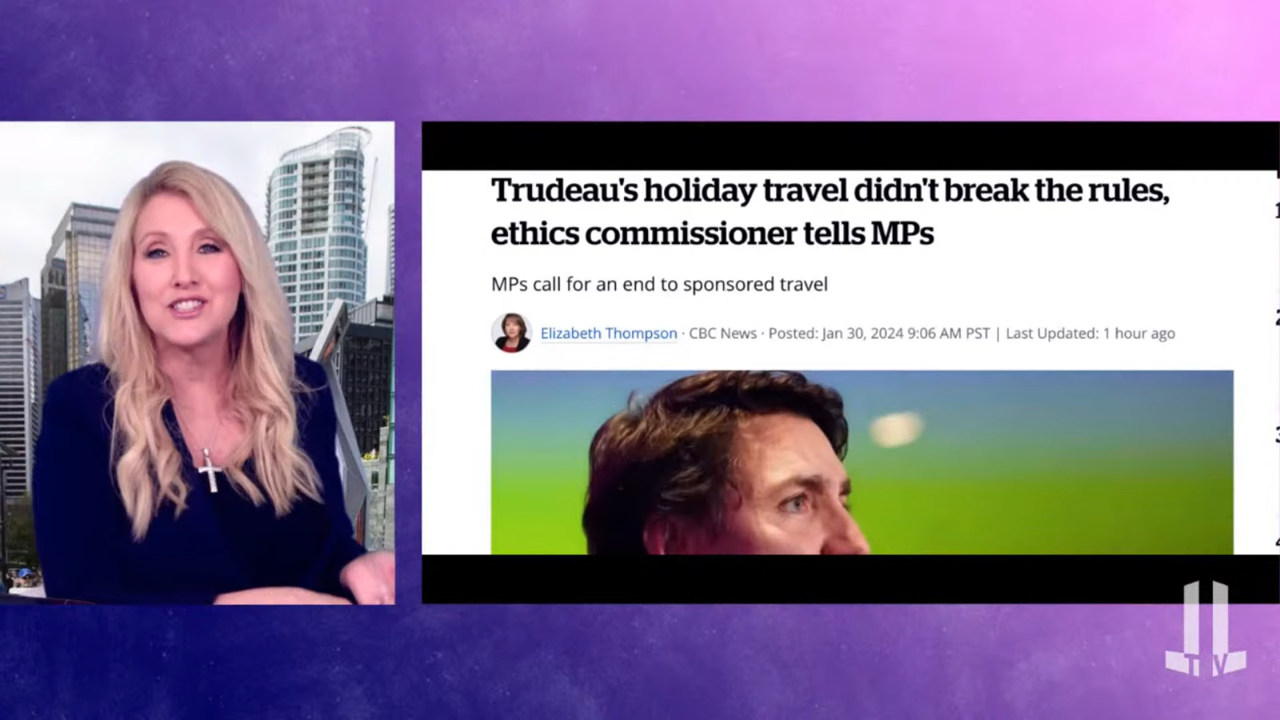 Trudeau's holiday travel didn't break the rules,
ethics commissioner tells MPs
MPs call for an end to sponsored travel
Elizabeth Thompson · CBC News · Posted: Jan 30, 2024 9:06 AM PST | Last Updated: 1 hour ago